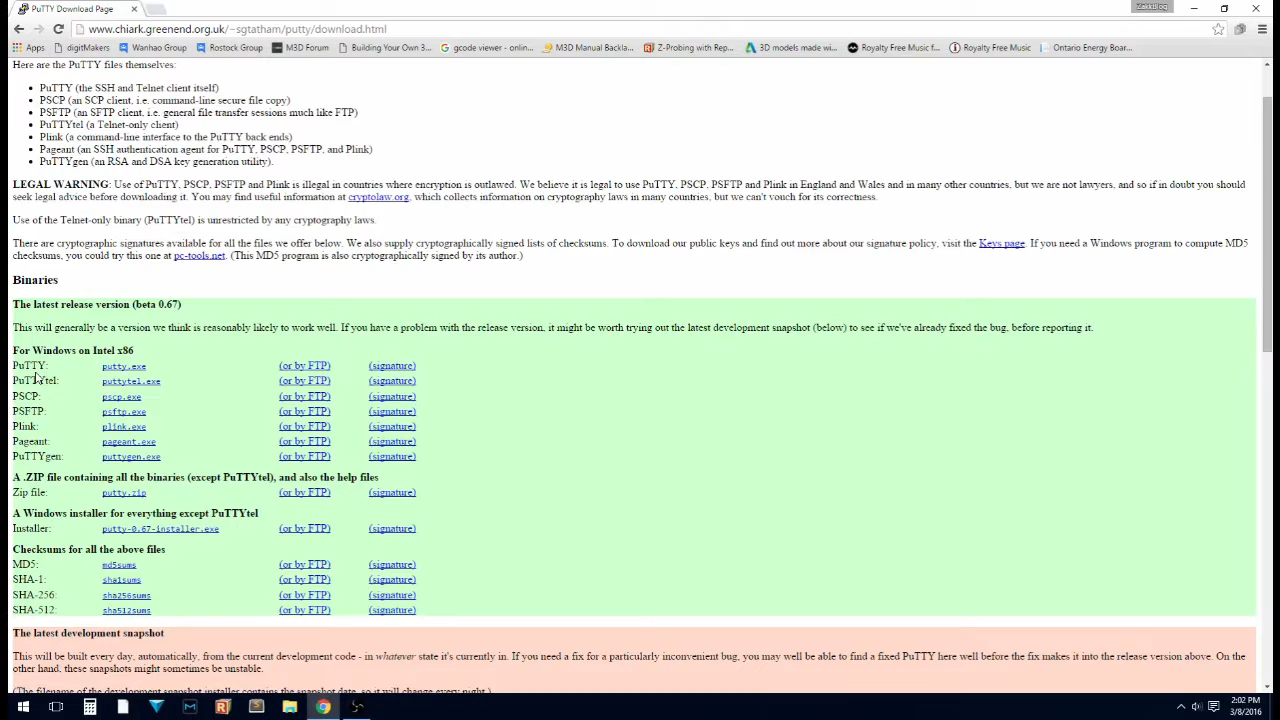 PuTTY Download Page
ZakkBlog
www.chiark.greenend.org.uk/~sgtatham/putty/download.html
Apps digitMakers Wanhao Group Rostock Group M3D Forum Building Your Own 3... gcode viewer - onlin... M3D Manual Backla... Z-Probing with Rep... 3D models made wi... Royalty Free Music f... Royalty Free Music Ontario Energy Boar...
Here are the PuTTY files themselves:
• PuTTY (the SSH and Telnet client itself)
• PSCP (an SCP client, i.e. command-line secure file copy)
• PSFTP (an SFTP client, i.e. general file transfer sessions much like FTP)
• PuTTYtel (a Telnet-only client)
• Plink (a command-line interface to the PuTTY back ends)
• Pageant (an SSH authentication agent for PuTTY, PSCP, PSFTP, and Plink)
• PuTTYgen (an RSA and DSA key generation utility).
LEGAL WARNING: Use of PuTTY, PSCP, PSFTP and Plink is illegal in countries where encryption is outlawed. We believe it is legal to use PuTTY, PSCP, PSFTP and Plink in England and Wales and in many other countries, but we are not lawyers, and so if in doubt you should
seek legal advice before downloading it. You may find useful information at cryptolaw.org, which collects information on cryptography laws in many countries, but we can't vouch for its correctness.
Use of the Telnet-only binary (PuTTYtel) is unrestricted by any cryptography laws.
There are cryptographic signatures available for all the files we offer below. We also supply cryptographically signed lists of checksums. To download our public keys and find out more about our signature policy, visit the Keys page. If you need a Windows program to compute MD5
checksums, you could try this one at pc-tools.net. (This MD5 program is also cryptographically signed by its author.)
Binaries
The latest release version (beta 0.67)
This will generally be a version we think is reasonably likely to work well. If you have a problem with the release version, it might be worth trying out the latest development snapshot (below) to see if we've already fixed the bug, before reporting it.
For Windows on Intel x86
PuTTY: putty.exe (or by FTP) (signature)
PuTTYtel: puttytel.exe (or by FTP) (signature)
PSCP: pscp.exe (or by FTP) (signature)
PSFTP: psftp.exe (or by FTP) (signature)
Plink: plink.exe (or by FTP) (signature)
Pageant: pageant.exe (or by FTP) (signature)
PuTTYgen: puttygen.exe (or by FTP) (signature)
A .ZIP file containing all the binaries (except PuTTYtel), and also the help files
Zip file: putty.zip (or by FTP) (signature)
A Windows installer for everything except PuTTYtel
Installer: putty-0.67-installer.exe (or by FTP) (signature)
Checksums for all the above files
MD5: md5sums (or by FTP) (signature)
SHA-1: sha1sums (or by FTP) (signature)
SHA-256: sha256sums (or by FTP) (signature)
SHA-512: sha512sums (or by FTP) (signature)
The latest development snapshot
This will be built every day, automatically, from the current development code - in whatever state it's currently in. If you need a fix for a particularly inconvenient bug, you may well be able to find a fixed PuTTY here well before the fix makes it into the release version above. On the
other hand, these snapshots might sometimes be unstable.
(The filename of the development snapshot installer contains the snapshot date, so it will change every night.)
2:02 PM
3/8/2016